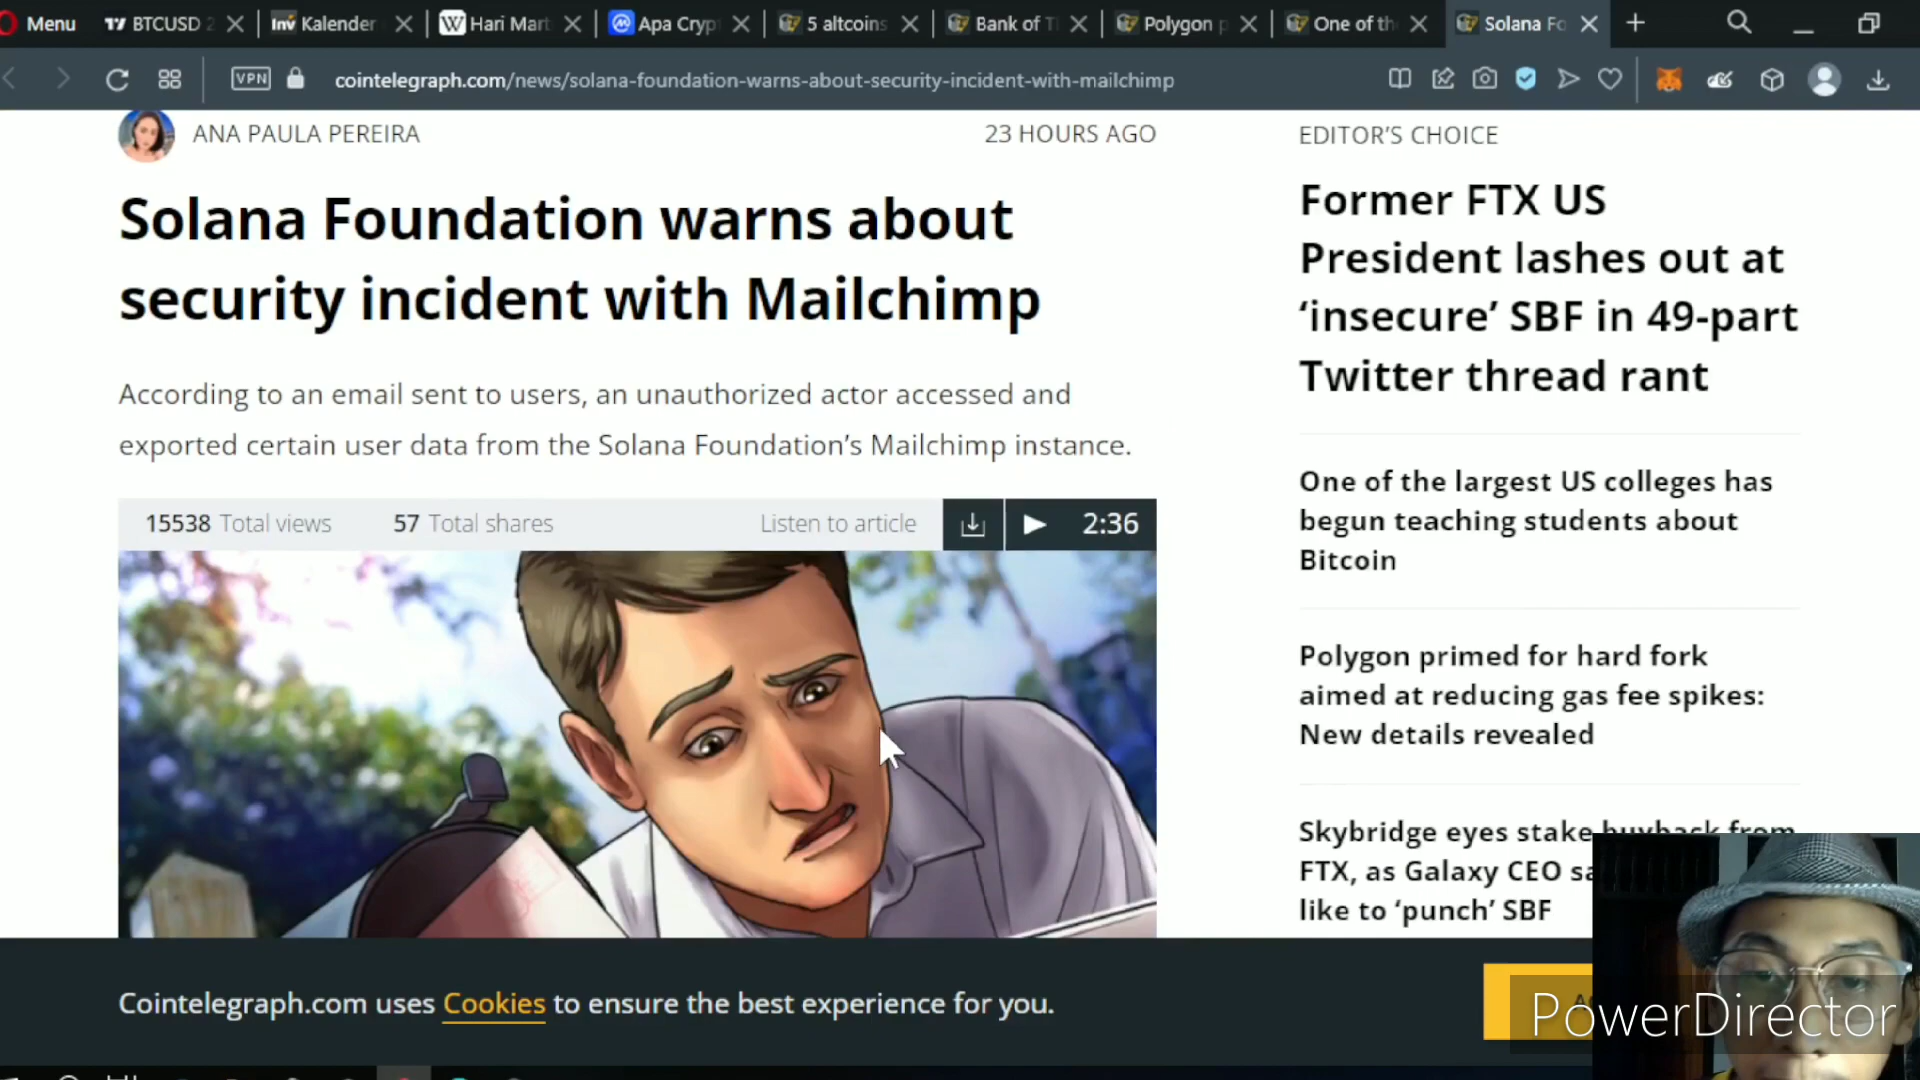 Menu
BTCUSD 2
Inv Kalender
W Hari Mart
Apa Cryp
5 altcoins
Bank of T
Polygon p
One of th
Solana Fo
VPN
cointelegraph.com/news/solana-foundation-warns-about-security-incident-with-mailchimp
ANA PAULA PEREIRA
23 HOURS AGO
Solana Foundation warns about
security incident with Mailchimp
According to an email sent to users, an unauthorized actor accessed and
exported certain user data from the Solana Foundation’s Mailchimp instance.
15538 Total views
57 Total shares
Listen to article
2:36
EDITOR’S CHOICE
Former FTX US
President lashes out at
‘insecure’ SBF in 49-part
Twitter thread rant
One of the largest US colleges has
begun teaching students about
Bitcoin
Polygon primed for hard fork
aimed at reducing gas fee spikes:
New details revealed
Skybridge eyes stake buyback from
FTX, as Galaxy CEO sa
like to ‘punch’ SBF
Cointelegraph.com uses Cookies to ensure the best experience for you.
PowerDirector